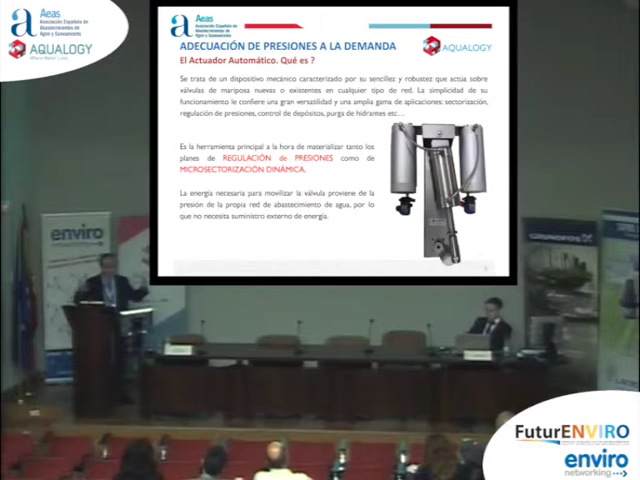 Aeas
Asociación Española de
Abastecimientos de
Agua y Saneamiento
AQUALOGY
Where Water Lives
Aeas
Asociación Española de
Abastecimientos de
Agua y Saneamiento
ADECUACIÓN DE PRESIONES A LA DEMANDA
AQUALOGY
El Actuador Automático. Qué es ?
Se trata de un dispositivo mecánico caracterizado por su sencillez y robustez que actúa sobre
válvulas de mariposa nuevas o existentes en cualquier tipo de red. La simplicidad de su
funcionamiento le confiere una gran versatilidad y una amplia gama de aplicaciones: sectorización,
regulación de presiones, control de depósitos, purga de hidrantes etc…
Es la herramienta principal a la hora de materializar tanto los
planes de REGULACIÓN de PRESIONES como de
MICROSECTORIZACIÓN DINÁMICA.
La energía necesaria para movilizar la válvula proviene de la
presión de la propia red de abastecimiento de agua, por lo
que no necesita suministro externo de energía.
enviro
networking
GRUNDFOS
FuturENVIRO
enviro
networking